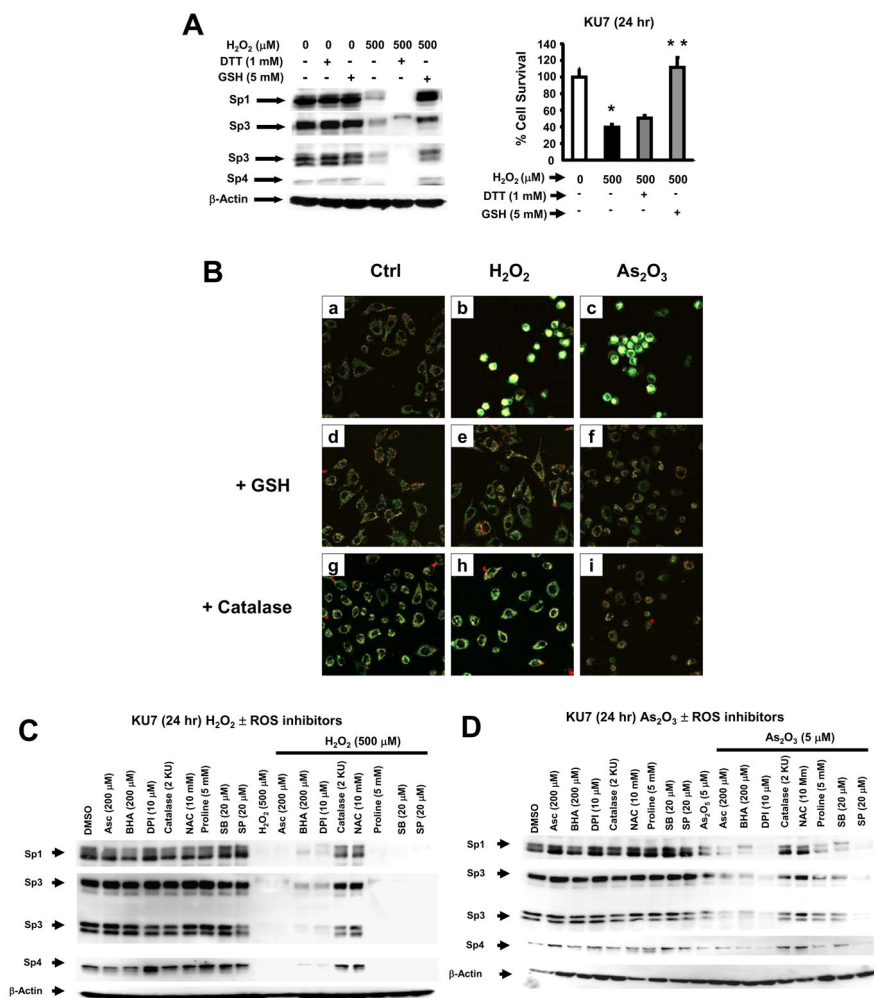 A
H₂O₂ (μM) 0 0 0 500 500 500
DTT (1 mM) - + - - + -
GSH (5 mM) - - + - - +
Sp1
Sp3
Sp3
Sp4
β-Actin
KU7 (24 hr)
% Cell Survival
140
120
100
80
60
40
20
0
*
* *
H₂O₂ (μM) 0 500 500 500
DTT (1 mM) - - + -
GSH (5 mM) - - - +
B
Ctrl H₂O₂ As₂O₃
a b c
+ GSH
d e f
+ Catalase
g h i
C
KU7 (24 hr) H₂O₂ ± ROS inhibitors
H₂O₂ (500 μM)
DMSO
Asc (200 μM)
BHA (200 μM)
DPI (10 μM)
Catalase (2 KU)
NAC (10 mM)
Proline (5 mM)
SB (20 μM)
SP (20 μM)
H₂O₂ (500 μM)
Asc (200 μM)
BHA (200 μM)
DPI (10 μM)
Catalase (2 KU)
NAC (10 mM)
Proline (5 mM)
SB (20 μM)
SP (20 μM)
Sp1
Sp3
Sp3
Sp4
β-Actin
D
KU7 (24 hr) As₂O₃ ± ROS inhibitors
As₂O₃ (5 μM)
DMSO
Asc (200 μM)
BHA (200 μM)
DPI (10 μM)
Catalase (2 KU)
NAC (10 mM)
Proline (5 mM)
SB (20 μM)
SP (20 μM)
As₂O₅ (5 μM)
Asc (200 μM)
BHA (200 μM)
DPI (10 μM)
Catalase (2 KU)
NAC (10 Mm)
Proline (5 mM)
SB (20 μM)
SP (20 μM)
Sp1
Sp3
Sp3
Sp4
β-Actin